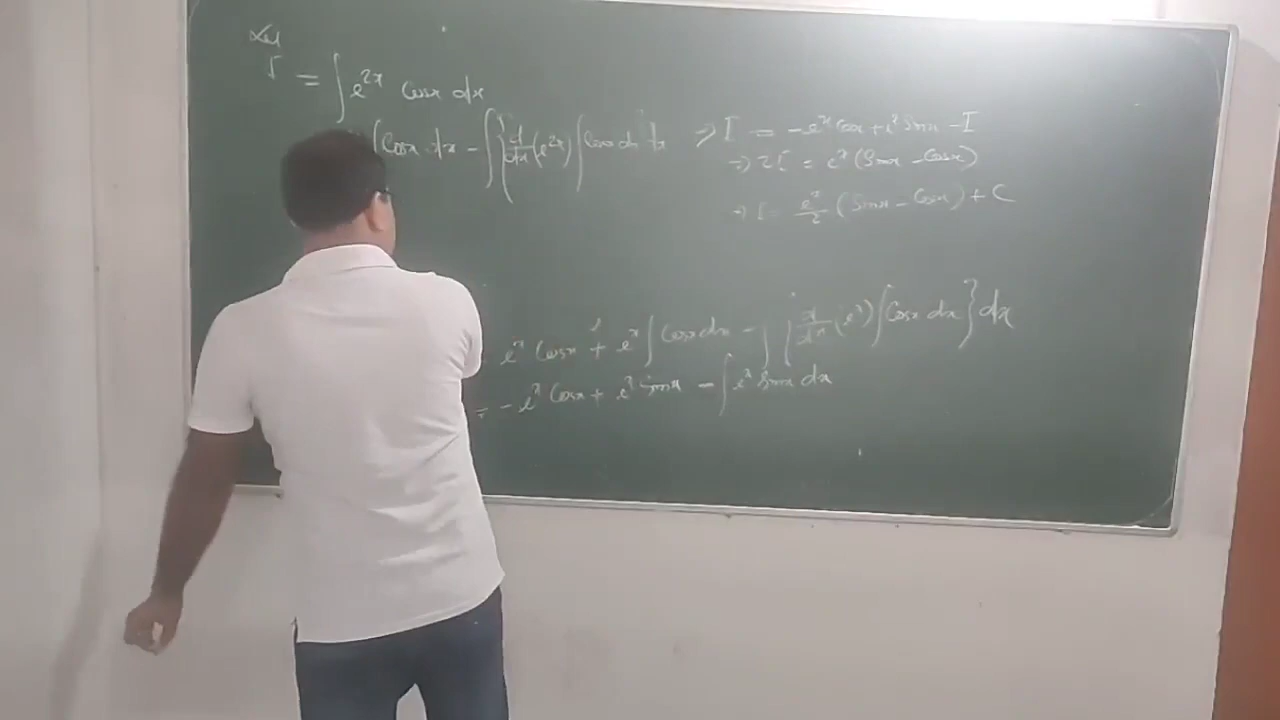 Let
I = ∫ e^{2x} Cosx dx
∫ Cosx dx - ∫ { d/dx (e^{2x}) ∫ Cosx dx } dx
⇒ I = -e^x Cosx + e^x Sinx - I
⇒ 2I = e^x (Sinx - Cosx)
⇒ I = e^x/2 (Sinx - Cosx) + C
- e^x Cosx + e^x ∫ Cosx dx - ∫ { d/dx (e^x) ∫ Cosx dx } dx
= - e^x Cosx + e^x Sinx - ∫ e^x Sinx dx